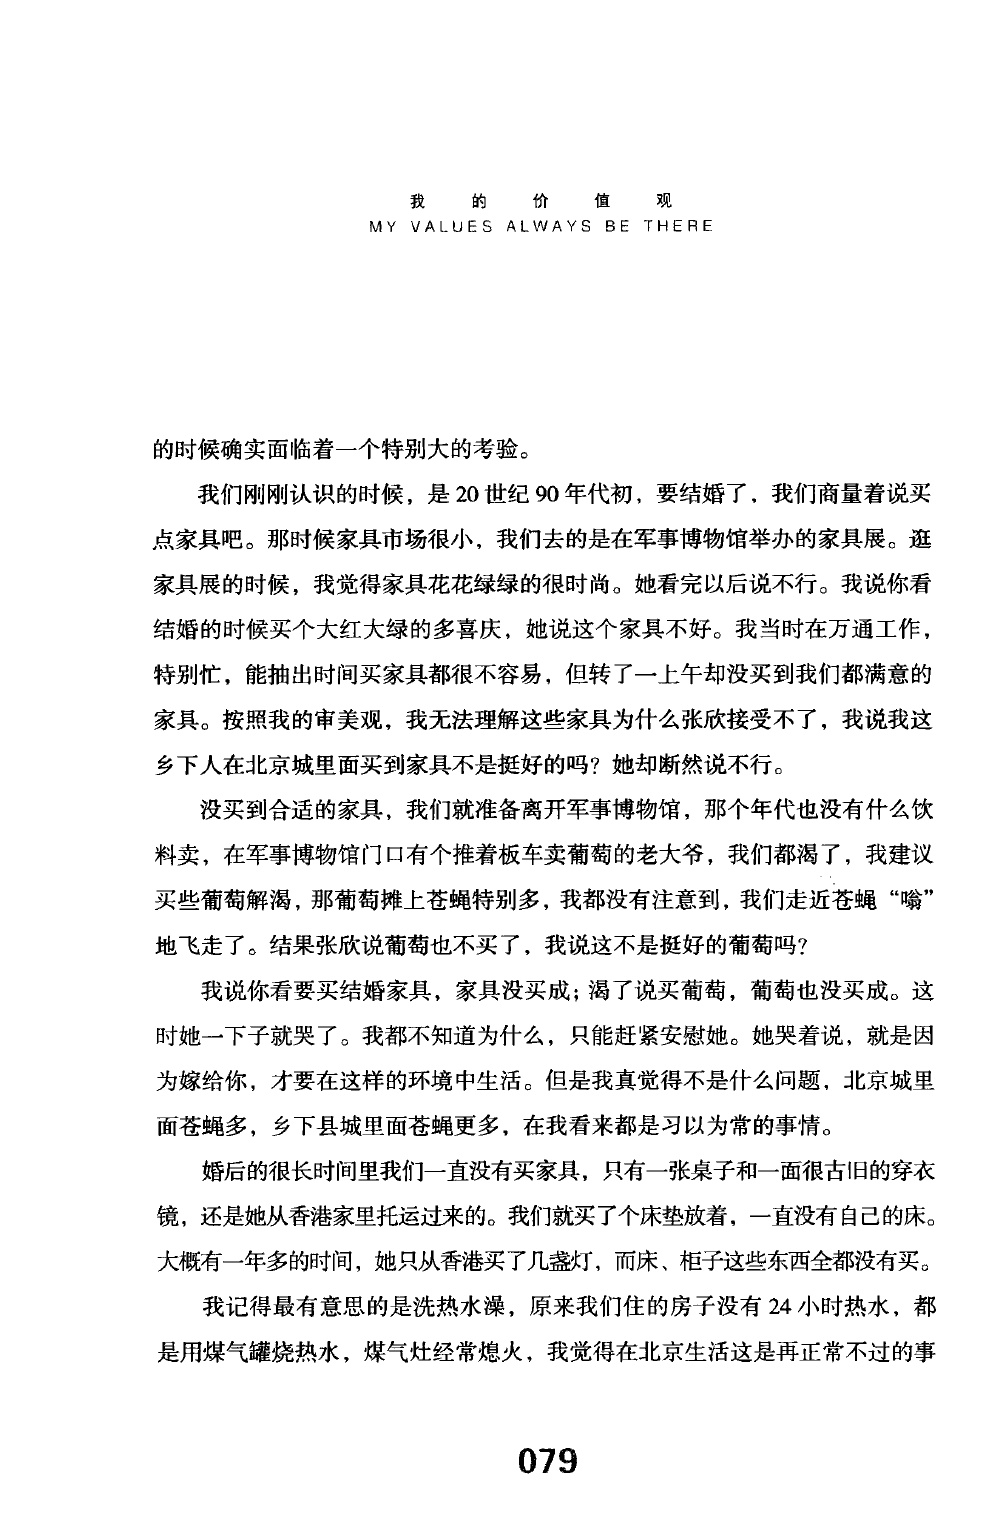 我的价值观
MY VALUES ALWAYS BE THERE
的时候确实面临着一个特别大的考验。
我们刚刚认识的时候，是20世纪90年代初，要结婚了，我们商量着说买
点家具吧。那时候家具市场很小，我们去的是在军事博物馆举办的家具展。逛
家具展的时候，我觉得家具花花绿绿的很时尚。她看完以后说不行。我说你看
结婚的时候买个大红大绿的多喜庆，她说这个家具不好。我当时在万通工作，
特别忙，能抽出时间买家具都很不容易，但转了一上午却没买到我们都满意的
家具。按照我的审美观，我无法理解这些家具为什么张欣接受不了，我说我这
乡下人在北京城里面买到家具不是挺好的吗？她却断然说不行。
没买到合适的家具，我们就准备离开军事博物馆，那个年代也没有什么饮
料卖，在军事博物馆门口有个推着板车卖葡萄的老大爷，我们都渴了，我建议
买些葡萄解渴，那葡萄摊上苍蝇特别多，我都没有注意到，我们走近苍蝇“嗡”
地飞走了。结果张欣说葡萄也不买了，我说这不是挺好的葡萄吗？
我说你看要买结婚家具，家具没买成；渴了说买葡萄，葡萄也没买成。这
时她一下子就哭了。我都不知道为什么，只能赶紧安慰她。她哭着说，就是因
为嫁给你，才要在这样的环境中生活。但是我真觉得不是什么问题，北京城里
面苍蝇多，乡下县城里面苍蝇更多，在我看来都是习以为常的事情。
婚后的很长时间里我们一直没有买家具，只有一张桌子和一面很古旧的穿衣
镜，还是她从香港家里托运过来的。我们就买了个床垫放着，一直没有自己的床。
大概有一年多的时间，她只从香港买了几盏灯，而床、柜子这些东西全都没有买。
我记得最有意思的是洗热水澡，原来我们住的房子没有24小时热水，都
是用煤气罐烧热水，煤气灶经常熄火，我觉得在北京生活这是再正常不过的事
079